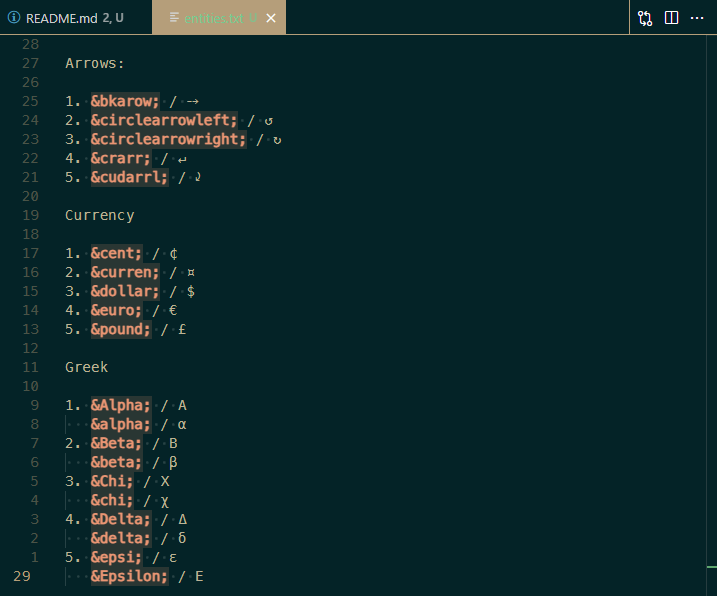 README.md 2, U
entities.txt U
28
27 Arrows:
26
25 1. &bkarow; / ⤍
24 2. &circlearrowleft; / ↺
23 3. &circlearrowright; / ↻
22 4. &crarr; / ↵
21 5. &cudarrl; / ⤸
20
19 Currency
18
17 1. &cent; / ¢
16 2. &curren; / ¤
15 3. &dollar; / $
14 4. &euro; / €
13 5. &pound; / £
12
11 Greek
10
9 1. &Alpha; / Α
8 &alpha; / α
7 2. &Beta; / Β
6 &beta; / β
5 3. &Chi; / Χ
4 &chi; / χ
3 4. &Delta; / Δ
2 &delta; / δ
1 5. &epsi; / ε
29 &Epsilon; / Ε